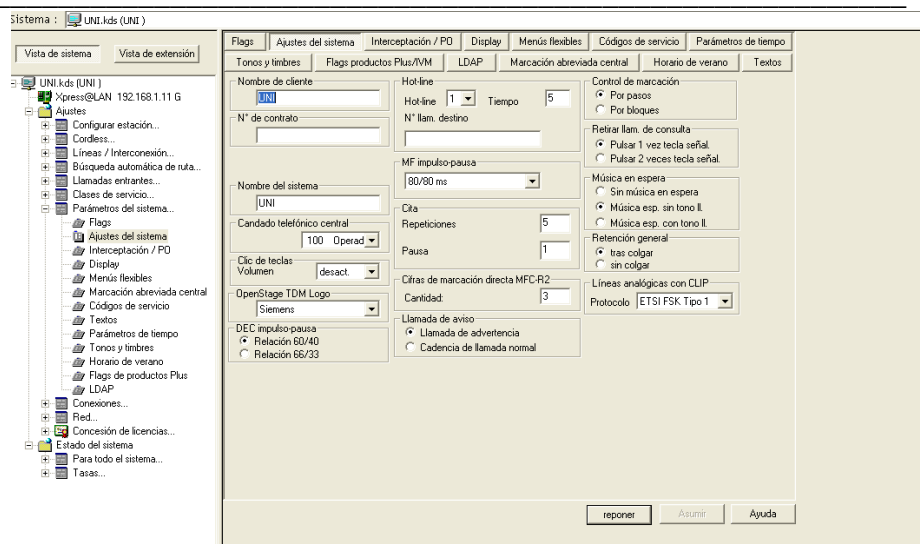 Sistema : UNI.kds (UNI )
Vista de sistema
Vista de extensión
UNI.kds (UNI )
Xpress@LAN 192.168.1.11 G
Ajustes
Configurar estación...
Cordless...
Líneas / Interconexión...
Búsqueda automática de ruta...
Llamadas entrantes...
Clases de servicio...
Parámetros del sistema...
Flags
Ajustes del sistema
Interceptación / PO
Display
Menús flexibles
Marcación abreviada central
Códigos de servicio
Textos
Parámetros de tiempo
Tonos y timbres
Horario de verano
Flags de productos Plus
LDAP
Conexiones...
Red...
Concesión de licencias...
Estado del sistema
Para todo el sistema...
Tasas...
Flags
Ajustes del sistema
Interceptación / PO
Display
Menús flexibles
Códigos de servicio
Parámetros de tiempo
Tonos y timbres
Flags productos Plus/IVM
LDAP
Marcación abreviada central
Horario de verano
Textos
Nombre de cliente
UNI
N° de contrato
Nombre del sistema
UNI
Candado telefónico central
100 Operad
Clic de teclas
Volumen desact.
OpenStage TDM Logo
Siemens
DEC impulso-pausa
Relación 60/40
Relación 66/33
Hot-line
Hot-line 1 Tiempo 5
N° llam. destino
MF impulso-pausa
80/80 ms
Cita
Repeticiones 5
Pausa 1
Cifras de marcación directa MFC-R2
Cantidad: 3
Llamada de aviso
Llamada de advertencia
Cadencia de llamada normal
Control de marcación
Por pasos
Por bloques
Retirar llam. de consulta
Pulsar 1 vez tecla señal.
Pulsar 2 veces tecla señal.
Música en espera
Sin música en espera
Música esp. sin tono ll.
Música esp. con tono ll.
Retención general
tras colgar
sin colgar
Líneas analógicas con CLIP
Protocolo ETSI FSK Tipo 1
reponer
Asumir
Ayuda